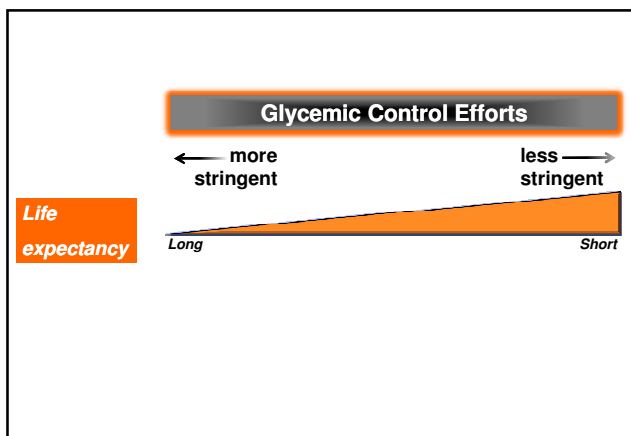 Glycemic Control Efforts
more
stringent
less
stringent
Life
expectancy
Long
Short